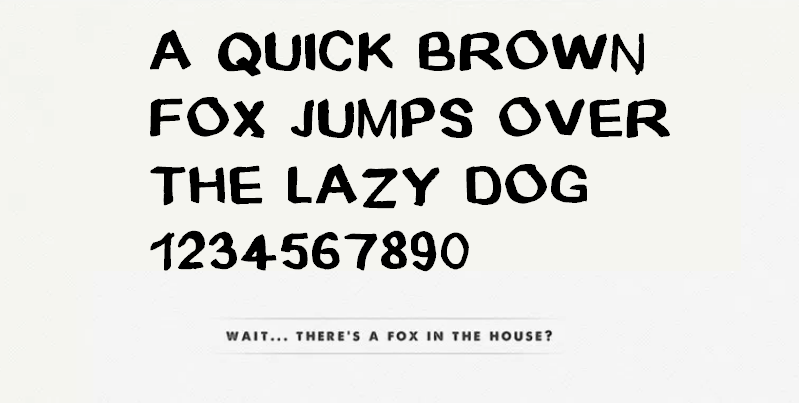 A QUICK BROWN
FOX JUMPS OVER
THE LAZY DOG
1234567890
WAIT... THERE'S A FOX IN THE HOUSE?